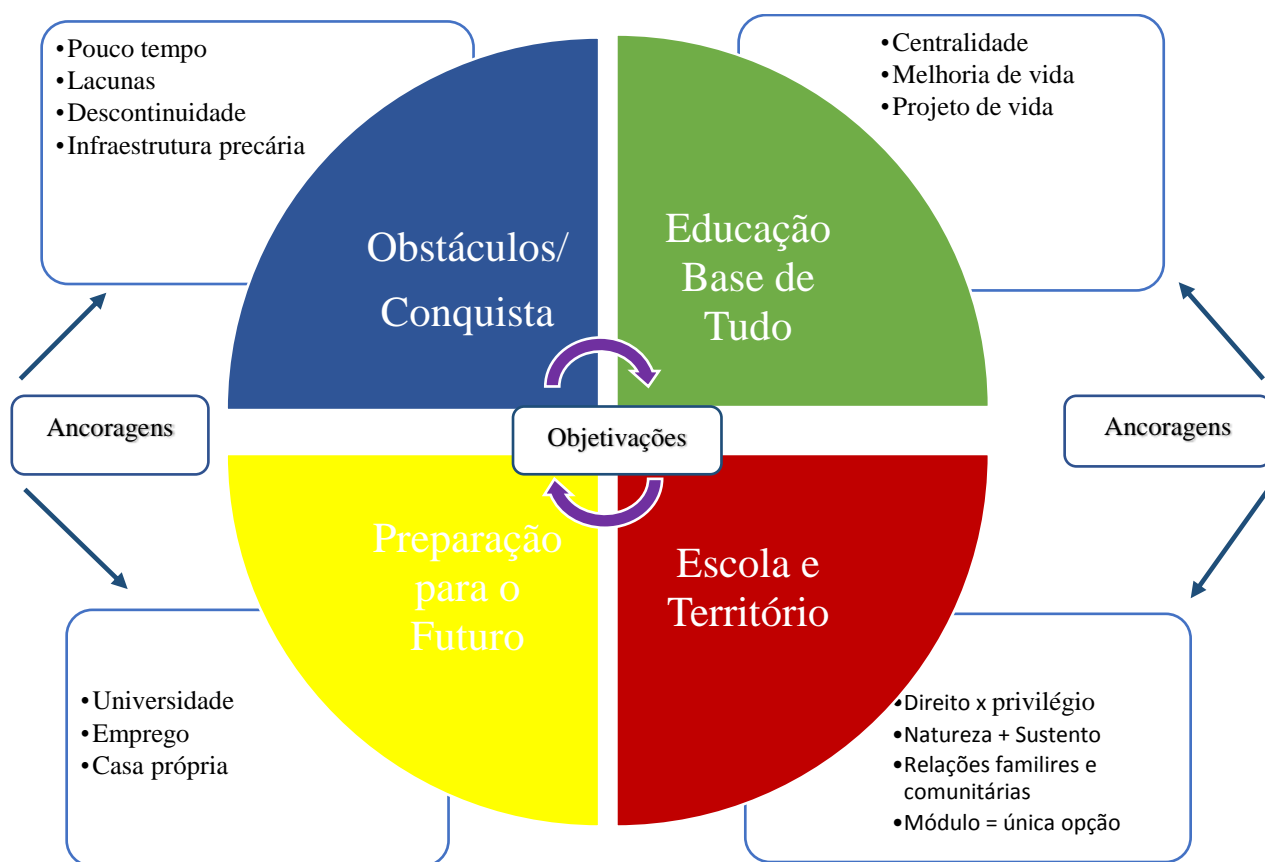 •Pouco tempo
•Lacunas
•Descontinuidade
•Infraestrutura precária
•Centralidade
•Melhoria de vida
•Projeto de vida
Obstáculos/
Conquista
Educação
Base de
Tudo
Ancoragens
Objetivações
Ancoragens
Preparação
para o
Futuro
Escola e
Território
•Universidade
•Emprego
•Casa própria
•Direito x privilégio
•Natureza + Sustento
•Relações familires e
comunitárias
•Módulo = única opção